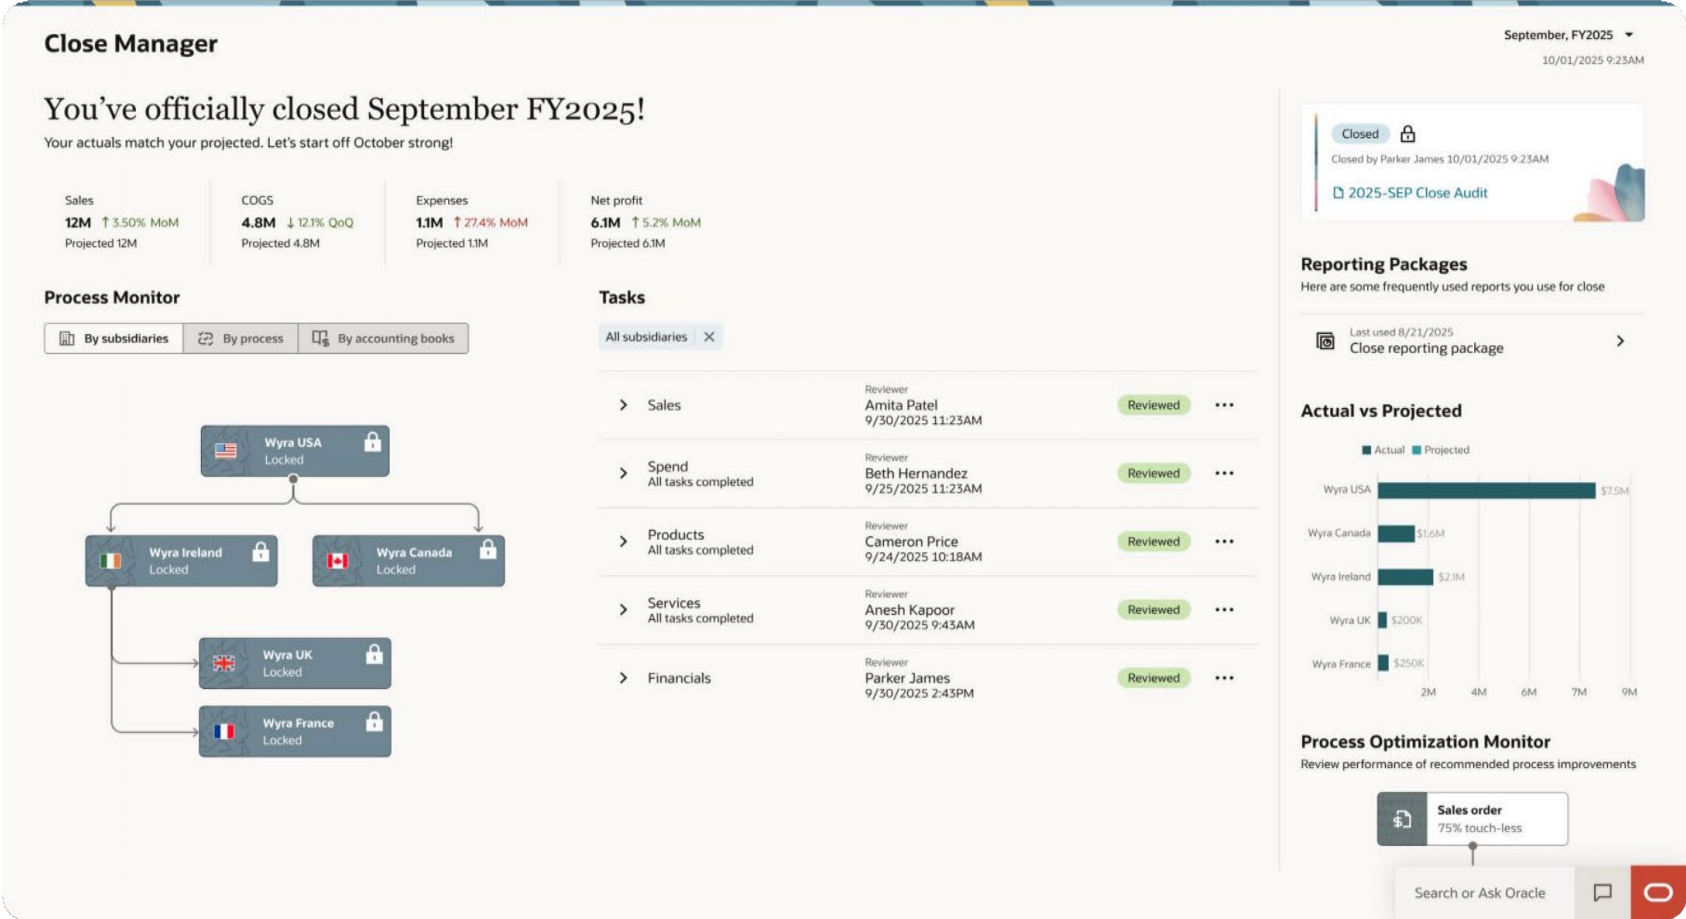 Close Manager
September, FY2025
10/01/2025 9:23AM
You've officially closed September FY2025!
Your actuals match your projected. Let's start off October strong!
Sales
12M ↑ 3.50% MoM
Projected 12M
COGS
4.8M ↓ 12.1% QoQ
Projected 4.8M
Expenses
1.1M ↑ 27.4% MoM
Projected 1.1M
Net profit
6.1M ↑ 5.2% MoM
Projected 6.1M
Process Monitor
By subsidiaries
By process
By accounting books
Wyra USA
Locked
Wyra Ireland
Locked
Wyra Canada
Locked
Wyra UK
Locked
Wyra France
Locked
Tasks
All subsidiaries
Sales
Reviewer
Amita Patel
9/30/2025 11:23AM
Reviewed
Spend
All tasks completed
Reviewer
Beth Hernandez
9/25/2025 11:23AM
Reviewed
Products
All tasks completed
Reviewer
Cameron Price
9/24/2025 10:18AM
Reviewed
Services
All tasks completed
Reviewer
Anesh Kapoor
9/30/2025 9:43AM
Reviewed
Financials
Reviewer
Parker James
9/30/2025 2:43PM
Reviewed
Closed
Closed by Parker James 10/01/2025 9:23AM
2025-SEP Close Audit
Reporting Packages
Here are some frequently used reports you use for close
Last used 8/21/2025
Close reporting package
Actual vs Projected
Actual Projected
Wyra USA $7.5M
Wyra Canada $1.6M
Wyra Ireland $2.1M
Wyra UK $200K
Wyra France $250K
2M 4M 6M 7M 9M
Process Optimization Monitor
Review performance of recommended process improvements
Sales order
75% touch-less
Search or Ask Oracle